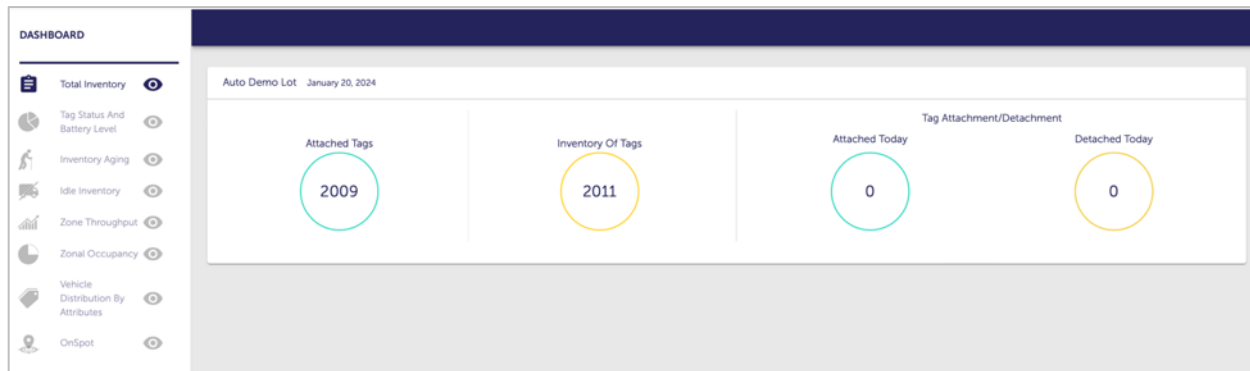 DASHBOARD
Total Inventory
Tag Status And
Battery Level
Inventory Aging
Idle Inventory
Zone Throughput
Zonal Occupancy
Vehicle
Distribution By
Attributes
OnSpot
Auto Demo Lot January 20, 2024
Attached Tags
2009
Inventory Of Tags
2011
Tag Attachment/Detachment
Attached Today
0
Detached Today
0